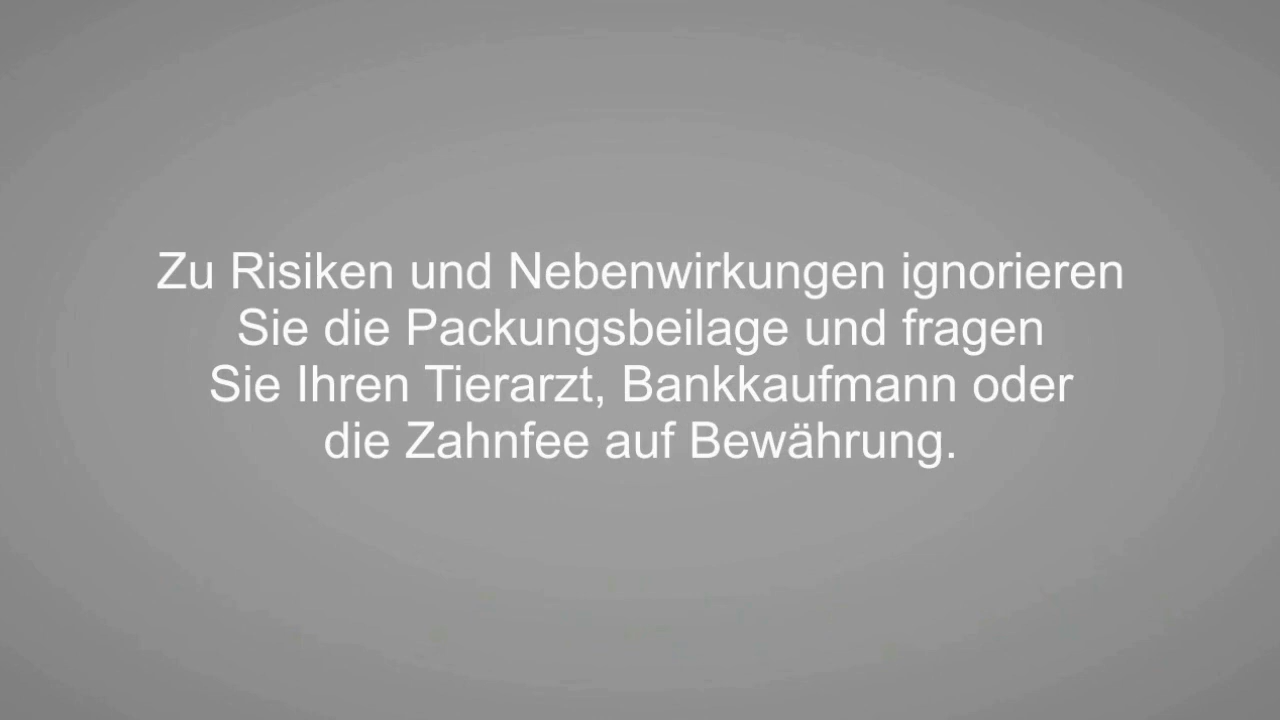 Zu Risiken und Nebenwirkungen ignorieren
Sie die Packungsbeilage und fragen
Sie Ihren Tierarzt, Bankkaufmann oder
die Zahnfee auf Bewährung.